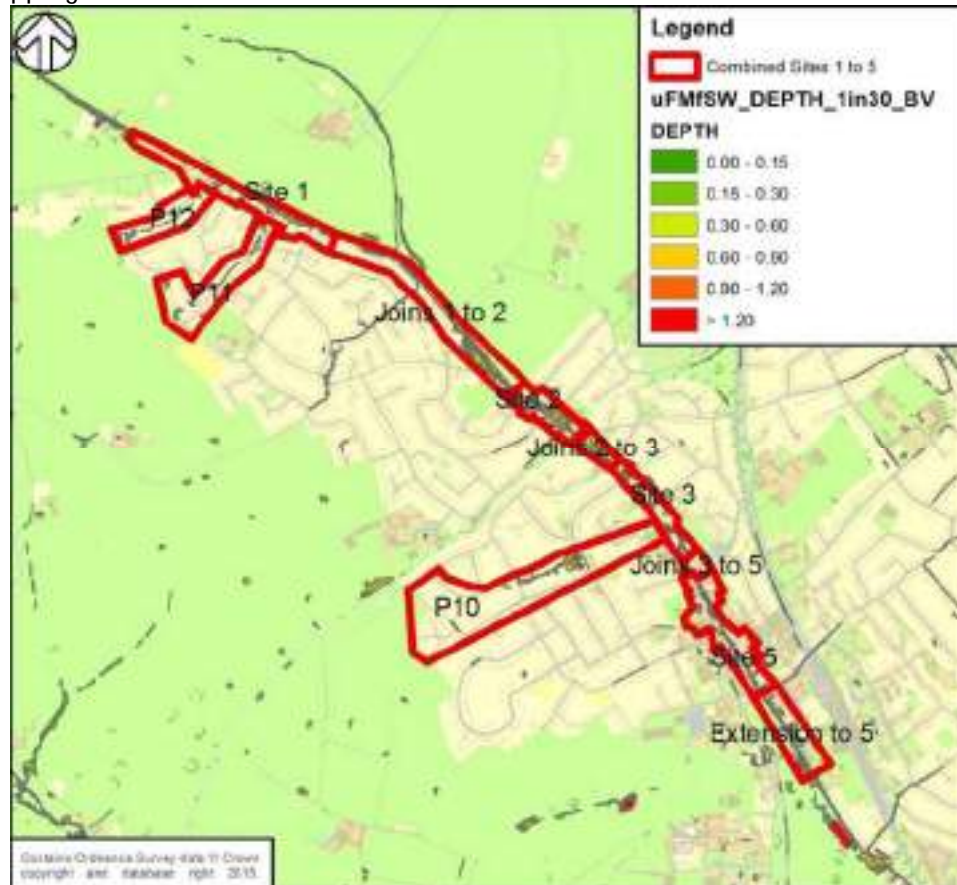 Legend
Combined Sites 1 to 5
uFMfSW_DEPTH_1in30_BV
DEPTH
0.00 - 0.15
0.15 - 0.30
0.30 - 0.60
0.60 - 0.90
0.90 - 1.20
> 1.20
Site 1
P12
P11
Joins 1 to 2
Site 2
Joins 2 to 3
Site 3
Joins 3 to 5
P10
Site 5
Extension to 5
Contains Ordnance Survey data © Crown
copyright and database right 2015.